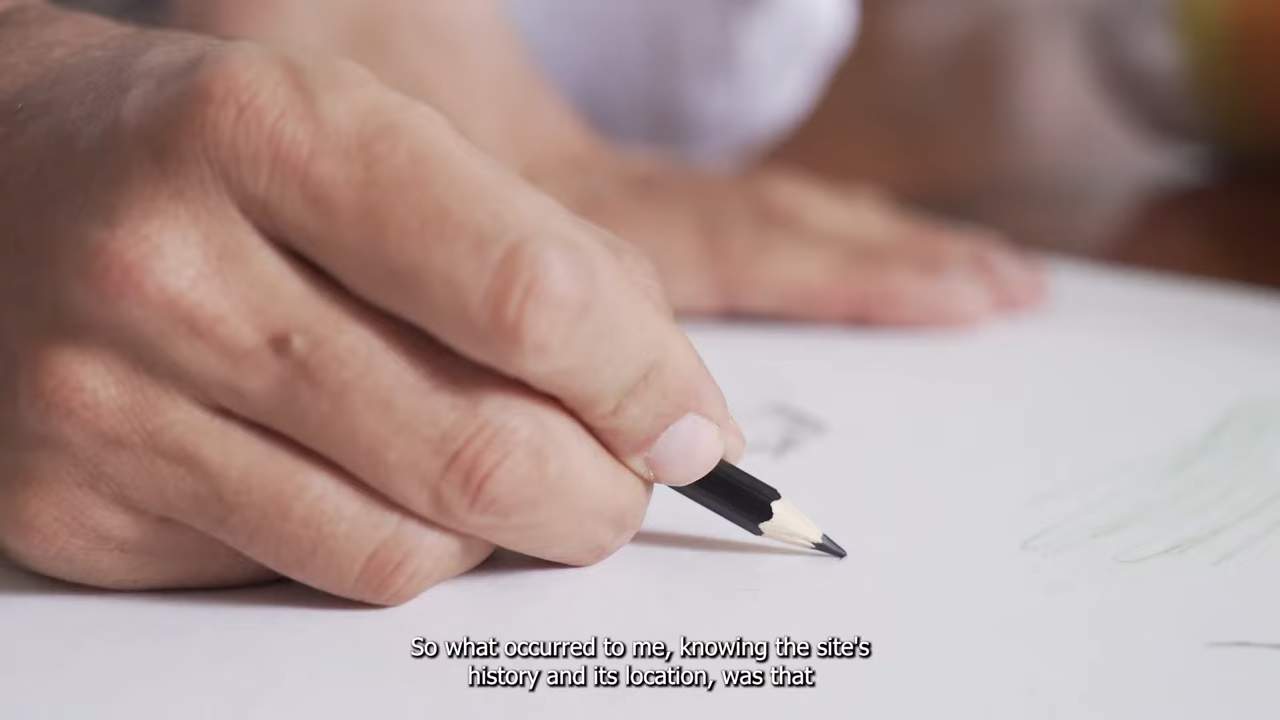 So what occurred to me, knowing the site's
history and its location, was that